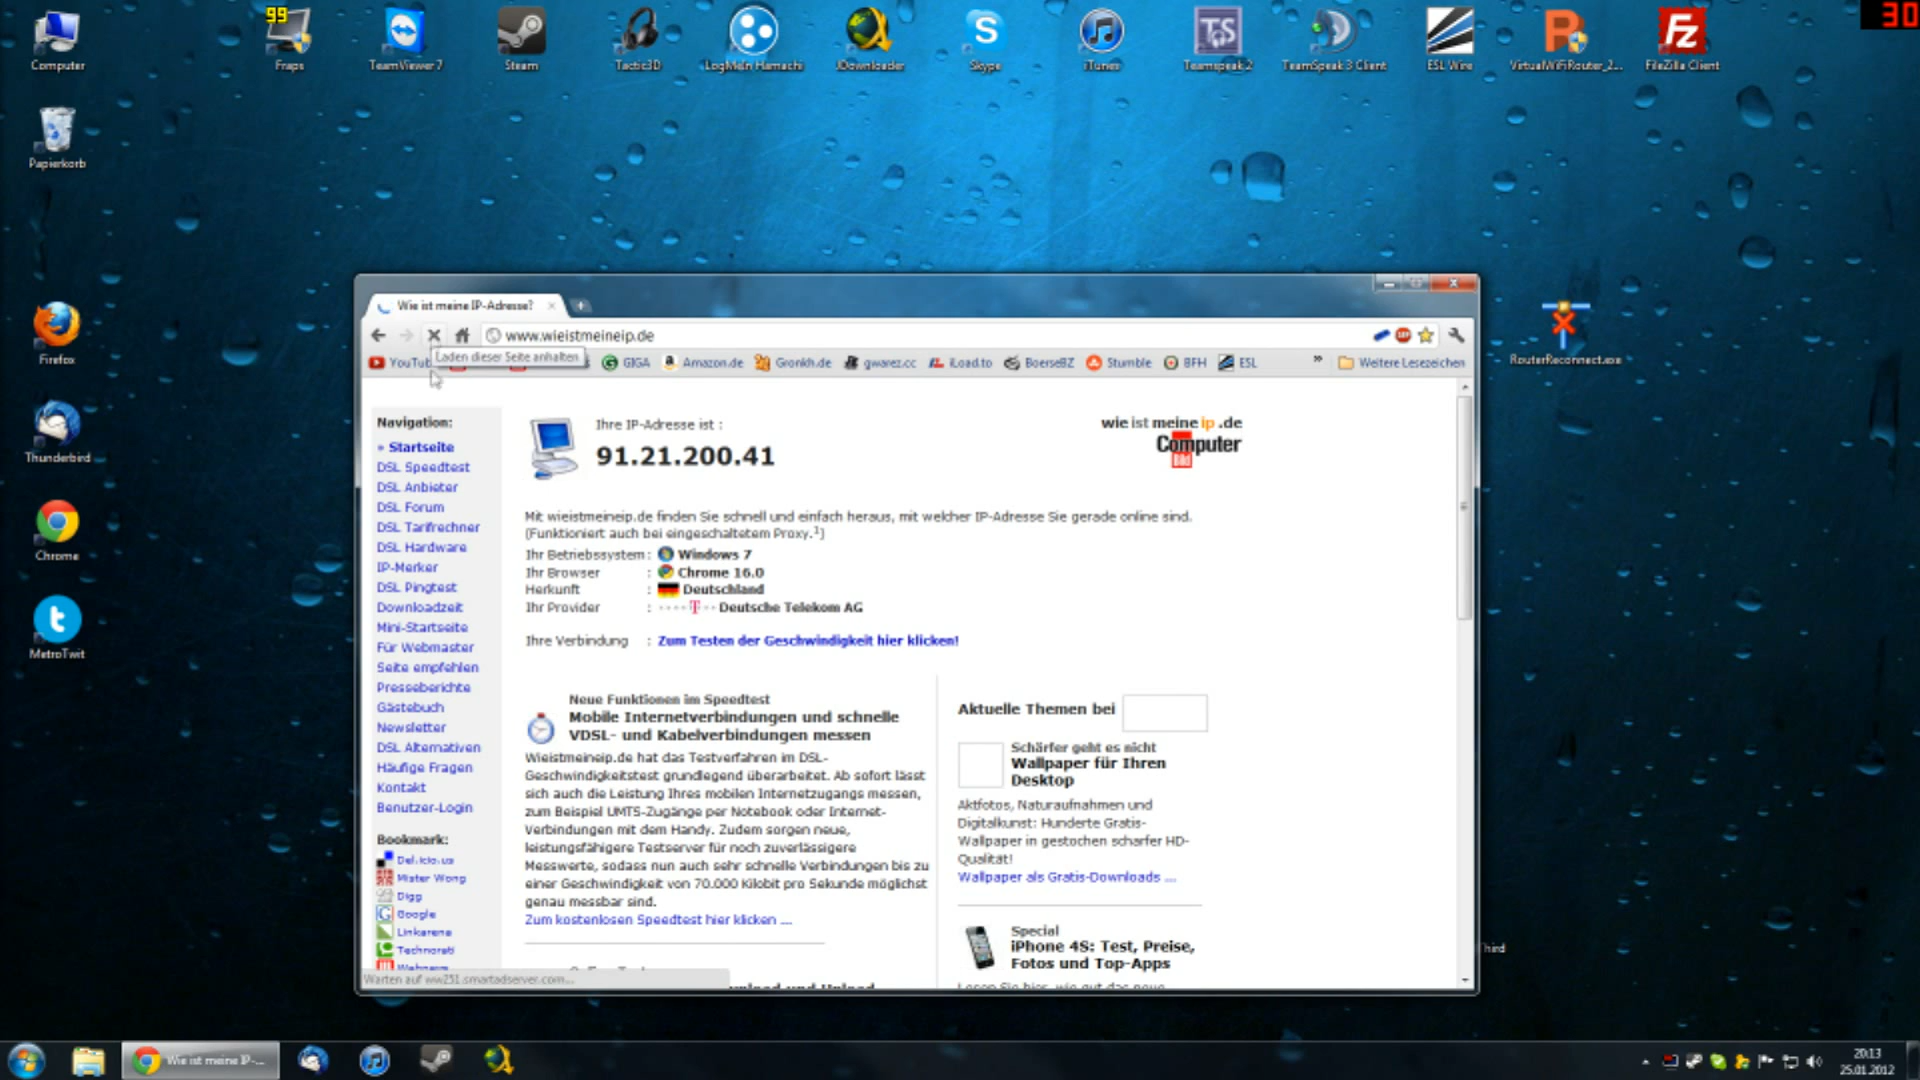 99
30
Computer
Fraps
TeamViewer 7
Steam
Tactic3D
LogMeIn Hamachi
JDownloader
Skype
iTunes
Teamspeak 2
TeamSpeak 3 Client
ESL Wire
VirtualWiFiRouter_2...
FileZilla Client
Papierkorb
Firefox
Thunderbird
Chrome
MetroTwit
RouterReconnect.exe
Wie ist meine IP-Adresse?
www.wieistmeineip.de
Laden dieser Seite anhalten
YouTub
GIGA
Amazon.de
Gronkh.de
gwarez.cc
iLoad.to
BoerseBZ
Stumble
BFH
ESL
»
Weitere Lesezeichen
Navigation:
» Startseite
DSL Speedtest
DSL Anbieter
DSL Forum
DSL Tarifrechner
DSL Hardware
IP-Merker
DSL Pingtest
Downloadzeit
Mini-Startseite
Für Webmaster
Seite empfehlen
Presseberichte
Gästebuch
Newsletter
DSL Alternativen
Häufige Fragen
Kontakt
Benutzer-Login
Bookmark:
Del.icio.us
Mister Wong
Digg
Google
Linkarena
Technorati
Webnews
Warten auf ww251.smartadserver.com...
Ihre IP-Adresse ist :
91.21.200.41
wie ist meine ip .de
Computer
Bild
Mit wieistmeineip.de finden Sie schnell und einfach heraus, mit welcher IP-Adresse Sie gerade online sind.
(Funktioniert auch bei eingeschaltetem Proxy.¹)
Ihr Betriebssystem : Windows 7
Ihr Browser : Chrome 16.0
Herkunft : Deutschland
Ihr Provider : ····T·· Deutsche Telekom AG
Ihre Verbindung : Zum Testen der Geschwindigkeit hier klicken!
Neue Funktionen im Speedtest
Mobile Internetverbindungen und schnelle
VDSL- und Kabelverbindungen messen
Wieistmeineip.de hat das Testverfahren im DSL-
Geschwindigkeitstest grundlegend überarbeitet. Ab sofort lässt
sich auch die Leistung Ihres mobilen Internetzugangs messen,
zum Beispiel UMTS-Zugänge per Notebook oder Internet-
Verbindungen mit dem Handy. Zudem sorgen neue,
leistungsfähigere Testserver für noch zuverlässigere
Messwerte, sodass nun auch sehr schnelle Verbindungen bis zu
einer Geschwindigkeit von 70.000 Kilobit pro Sekunde möglichst
genau messbar sind.
Zum kostenlosen Speedtest hier klicken ...
Aktuelle Themen bei
Schärfer geht es nicht
Wallpaper für Ihren
Desktop
Aktfotos, Naturaufnahmen und
Digitalkunst: Hunderte Gratis-
Wallpaper in gestochen scharfer HD-
Qualität!
Wallpaper als Gratis-Downloads ...
Special
iPhone 4S: Test, Preise,
Fotos und Top-Apps
Lesen Sie hier, wie gut das neue
hird
Wie ist meine IP-...
20:13
25.01.2012